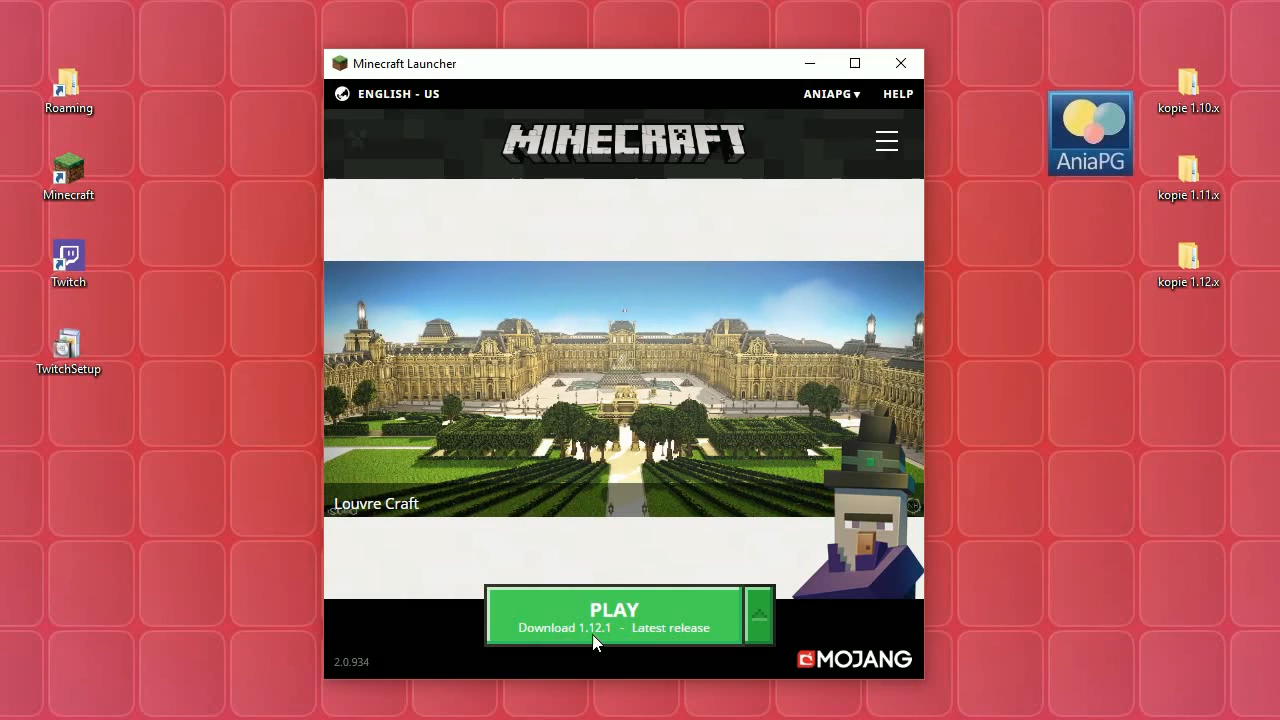 Minecraft Launcher
ENGLISH - US
ANIAPG ▾
HELP
MINECRAFT
Roaming
Minecraft
Twitch
TwitchSetup
AniaPG
kopie 1.10.x
kopie 1.11.x
kopie 1.12.x
Louvre Craft
PLAY
Download 1.12.1 - Latest release
2.0.934
MOJANG